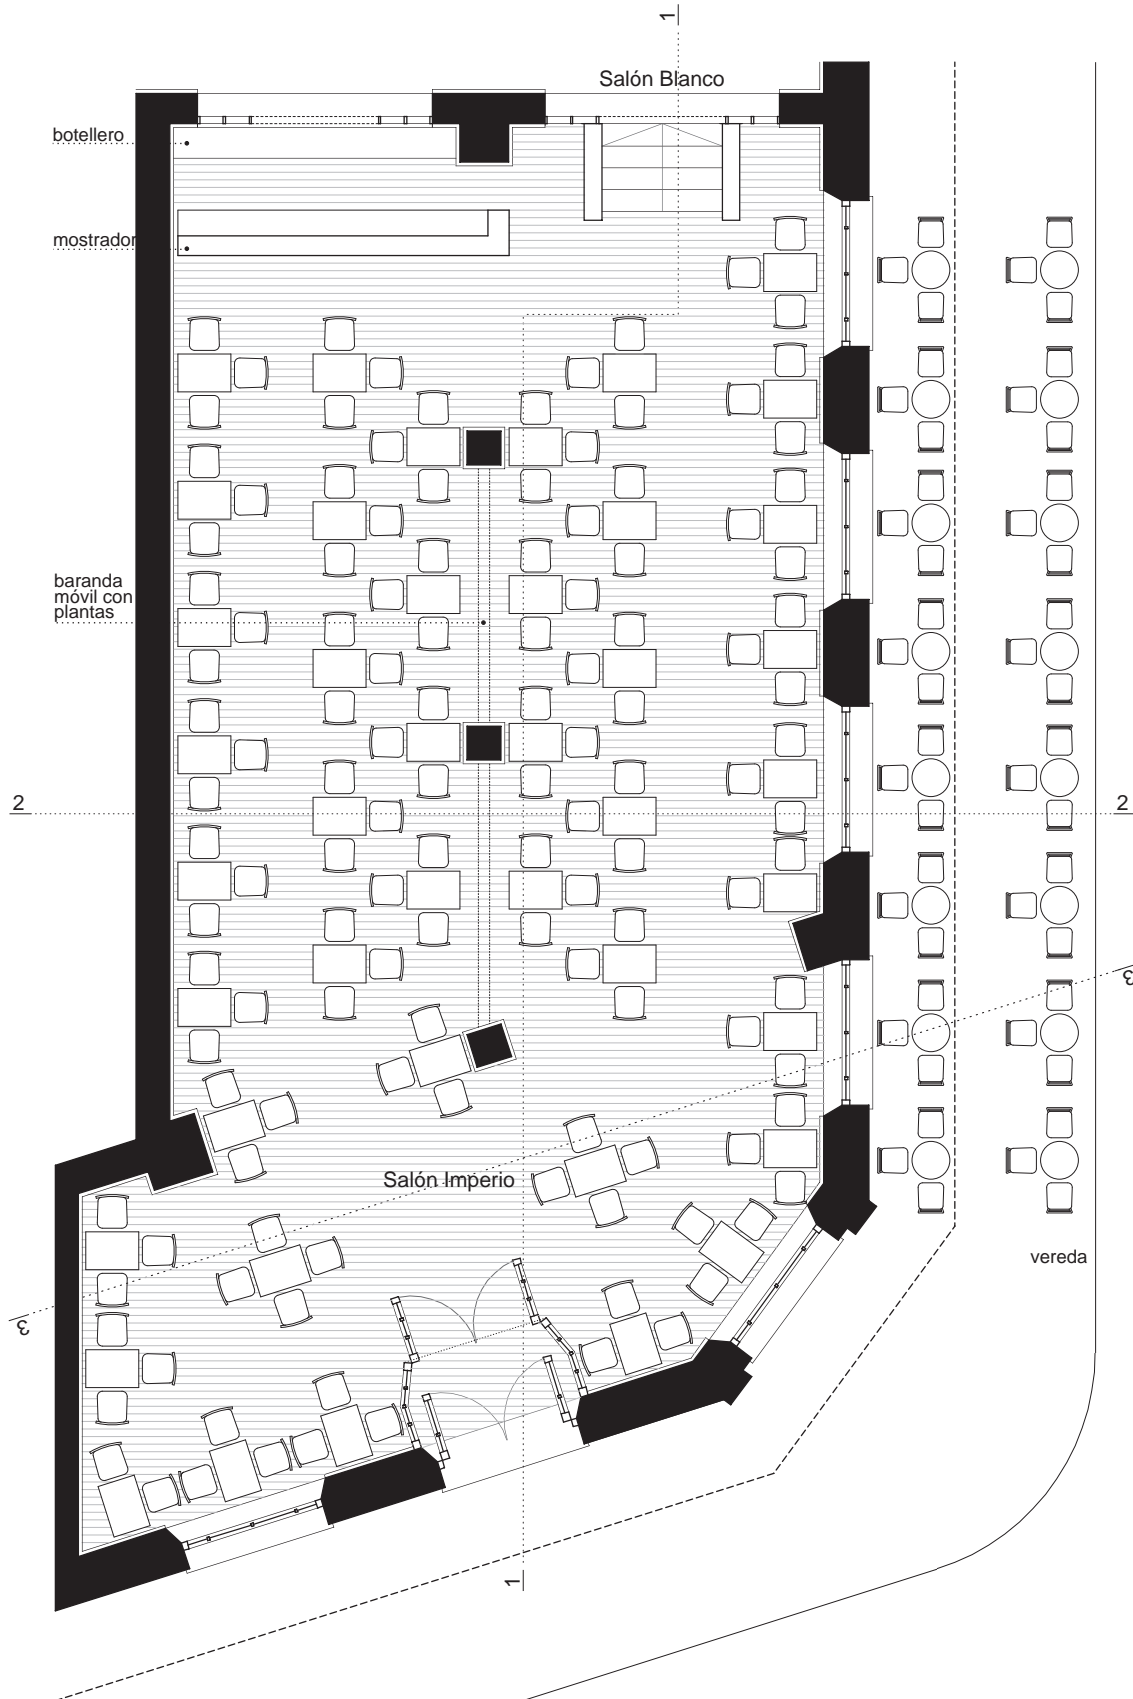 1
Salón Blanco
botellero
mostrador
baranda
móvil con
plantas
2
2
3
Salón Imperio
vereda
3
1